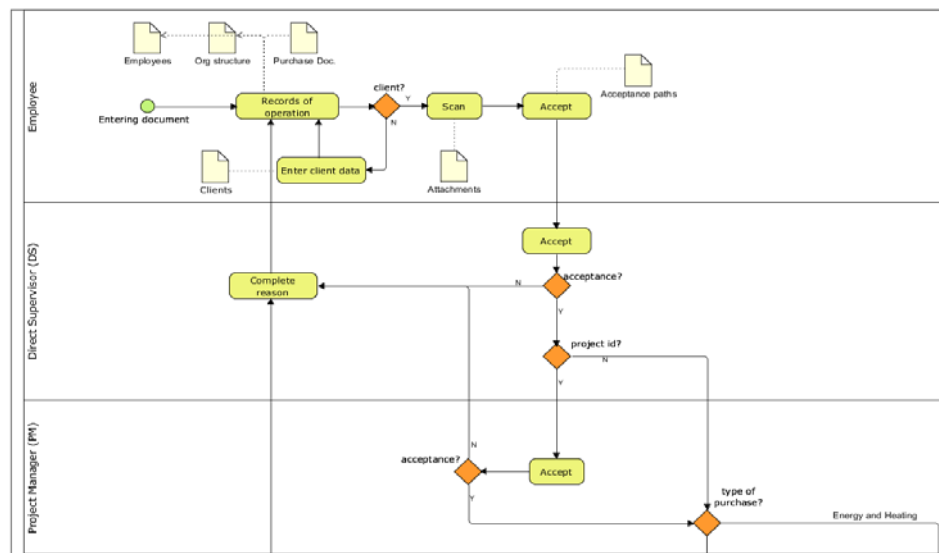 Employee
Employees
Org structure
Purchase Doc.
Acceptance paths
Entering document
Records of
operation
client?
Y
N
Scan
Accept
Enter client data
Clients
Attachments
Direct Supervisor (DS)
Accept
acceptance?
N
Y
Complete
reason
project id?
N
Y
Project Manager (PM)
acceptance?
N
Y
Accept
type of
purchase?
Energy and Heating